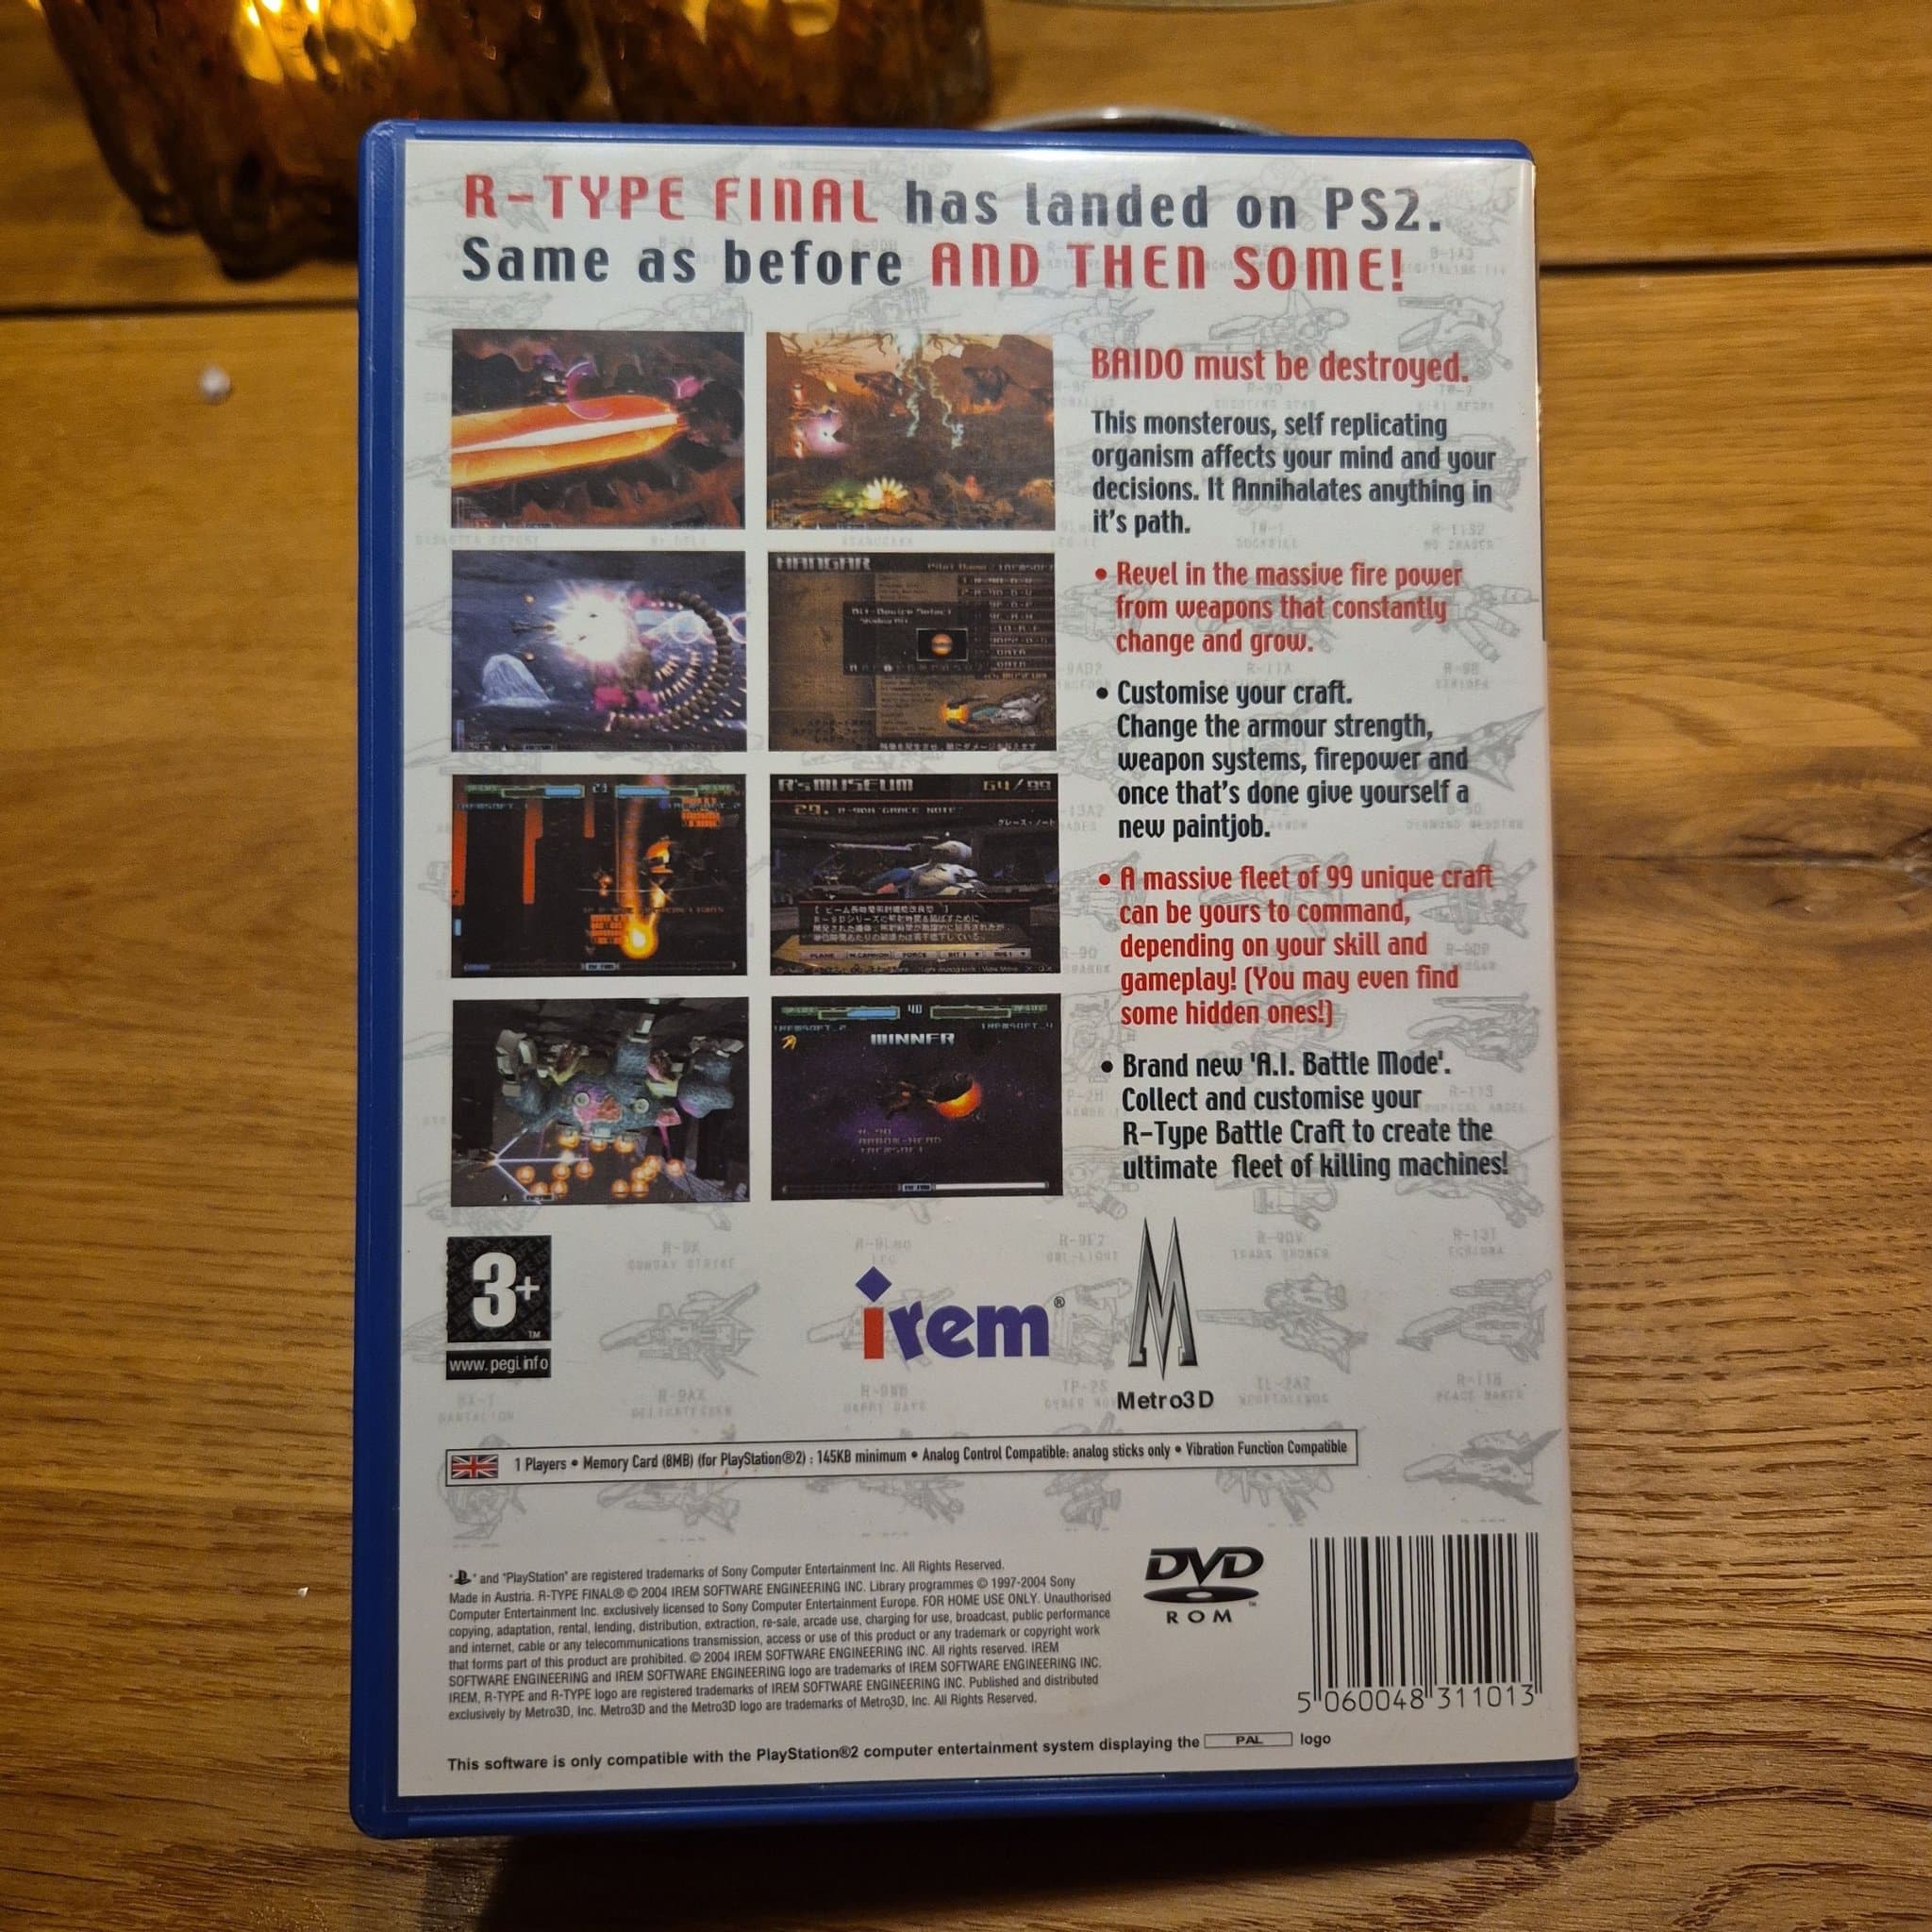 R-TYPE FINAL has landed on PS2.
Same as before AND THEN SOME!
BAIDO must be destroyed.
This monsterous, self replicating
organism affects your mind and your
decisions. It Annihalates anything in
it's path.
• Revel in the massive fire power
from weapons that constantly
change and grow.
• Customise your craft.
Change the armour strength,
weapon systems, firepower and
once that's done give yourself a
new paintjob.
• A massive fleet of 99 unique craft
can be yours to command,
depending on your skill and
gameplay! (You may even find
some hidden ones!)
• Brand new 'A.I. Battle Mode'.
Collect and customise your
R-Type Battle Craft to create the
ultimate fleet of killing machines!
HANGAR
R's MUSEUM 64/99
29. R-9DH GRACE NOTE
グレース・ノート
40
WINNER
3+
TM
www.pegi.info
irem®
Metro3D
1 Players • Memory Card (8MB) (for PlayStation®2) : 145KB minimum • Analog Control Compatible: analog sticks only • Vibration Function Compatible
" " and "PlayStation" are registered trademarks of Sony Computer Entertainment Inc. All Rights Reserved.
Made in Austria. R-TYPE FINAL® © 2004 IREM SOFTWARE ENGINEERING INC. Library programmes © 1997-2004 Sony
Computer Entertainment Inc. exclusively licensed to Sony Computer Entertainment Europe. FOR HOME USE ONLY. Unauthorised
copying, adaptation, rental, lending, distribution, extraction, re-sale, arcade use, charging for use, broadcast, public performance
and internet, cable or any telecommunications transmission, access or use of this product or any trademark or copyright work
that forms part of this product are prohibited. © 2004 IREM SOFTWARE ENGINEERING INC. All rights reserved. IREM
SOFTWARE ENGINEERING and IREM SOFTWARE ENGINEERING logo are trademarks of IREM SOFTWARE ENGINEERING INC.
IREM, R-TYPE and R-TYPE logo are registered trademarks of IREM SOFTWARE ENGINEERING INC. Published and distributed
exclusively by Metro3D, Inc. Metro3D and the Metro3D logo are trademarks of Metro3D, Inc. All Rights Reserved.
DVD
ROM
5 060048 311013
This software is only compatible with the PlayStation®2 computer entertainment system displaying the PAL logo